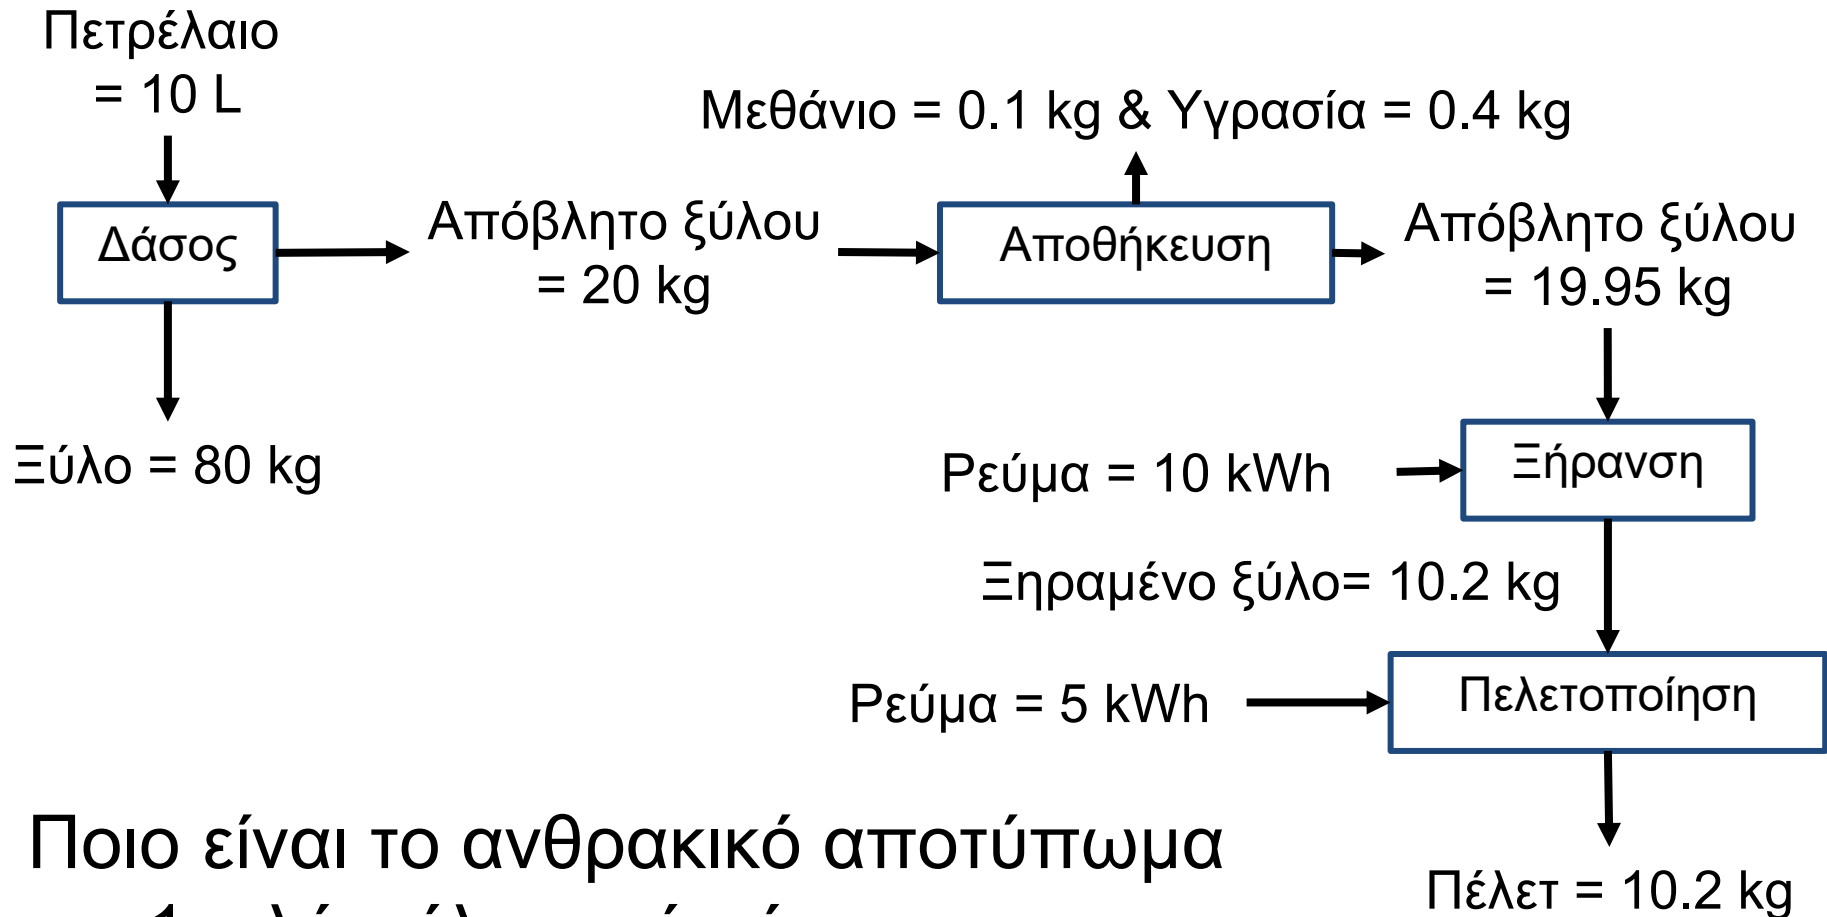 Πετρέλαιο
= 10 L
Μεθάνιο = 0.1 kg & Υγρασία = 0.4 kg
Δάσος
Απόβλητο ξύλου
= 20 kg
Αποθήκευση
Απόβλητο ξύλου
= 19.95 kg
Ξύλο = 80 kg
Ρεύμα = 10 kWh
Ξήρανση
Ξηραμένο ξύλο= 10.2 kg
Ρεύμα = 5 kWh
Πελετοποίηση
Ποιο είναι το ανθρακικό αποτύπωμα
Πέλετ = 10.2 kg